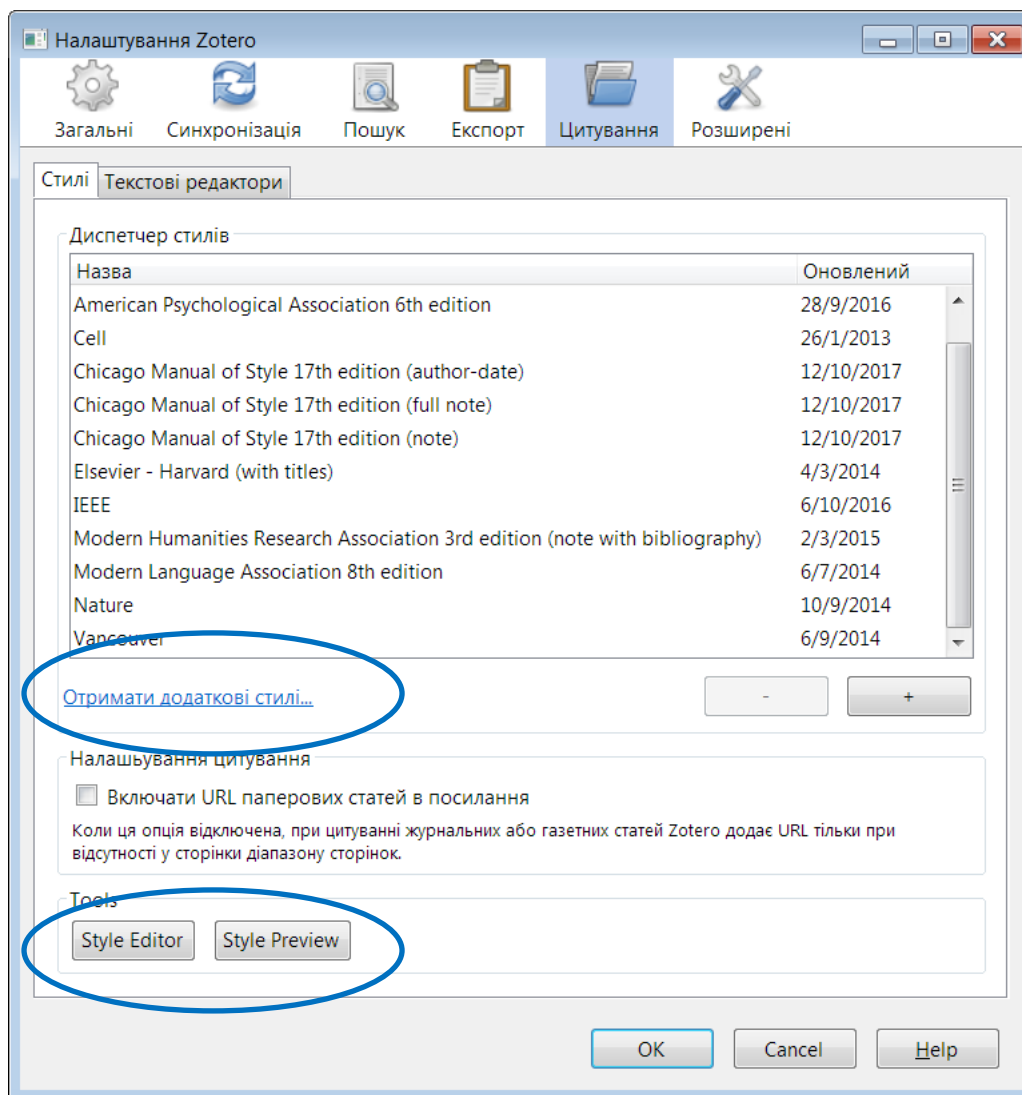 Налаштування Zotero
Загальні Синхронізація Пошук Експорт Цитування Розширені
Стилі Текстові редактори
Диспетчер стилів
Назва Оновлений
American Psychological Association 6th edition 28/9/2016
Cell 26/1/2013
Chicago Manual of Style 17th edition (author-date) 12/10/2017
Chicago Manual of Style 17th edition (full note) 12/10/2017
Chicago Manual of Style 17th edition (note) 12/10/2017
Elsevier - Harvard (with titles) 4/3/2014
IEEE 6/10/2016
Modern Humanities Research Association 3rd edition (note with bibliography) 2/3/2015
Modern Language Association 8th edition 6/7/2014
Nature 10/9/2014
Vancouver 6/9/2014
Отримати додаткові стилі... - +
Налашьування цитування
Включати URL паперових статей в посилання
Коли ця опція відключена, при цитуванні журнальних або газетних статей Zotero додає URL тільки при
відсутності у сторінки діапазону сторінок.
Tools
Style Editor Style Preview
OK Cancel Help